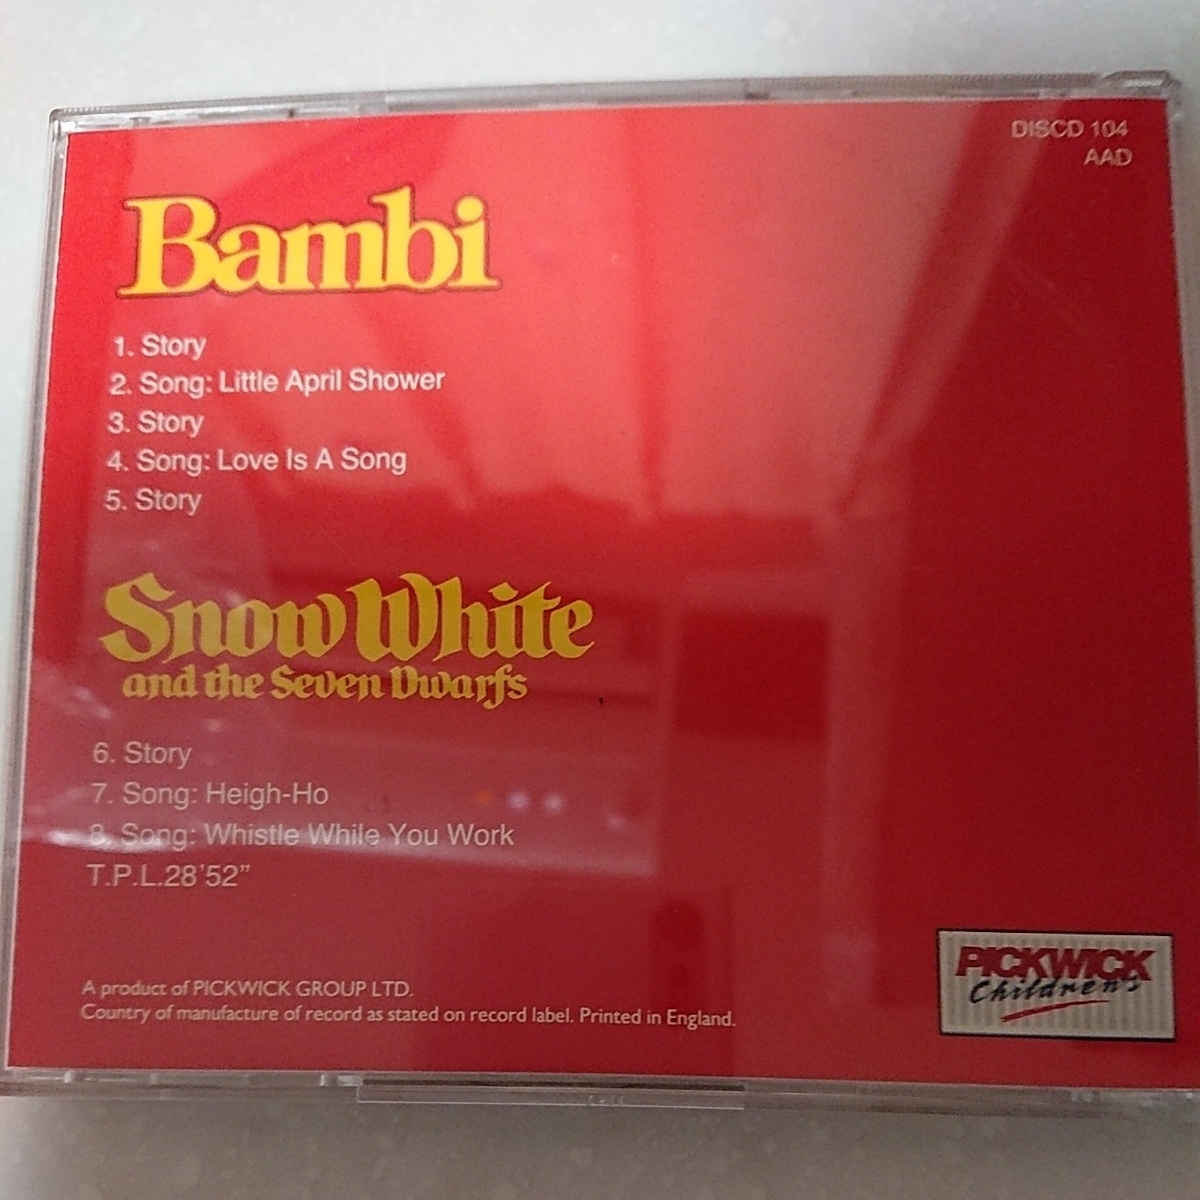 DISCD 104
AAD
Bambi
1. Story
2. Song: Little April Shower
3. Story
4. Song: Love Is A Song
5. Story
Snow White
and the Seven Dwarfs
6. Story
7. Song: Heigh-Ho
8. Song: Whistle While You Work
T.P.L.28'52"
A product of PICKWICK GROUP LTD.
Country of manufacture of record as stated on record label. Printed in England.
PICKWICK
Childrens